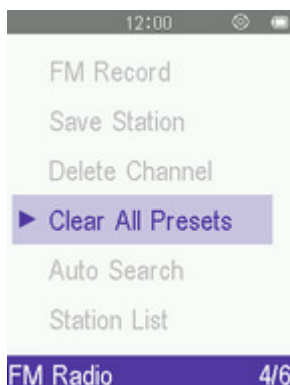 12:00
FM Record
Save Station
Delete Channel
Clear All Presets
Auto Search
Station List
FM Radio 4/6